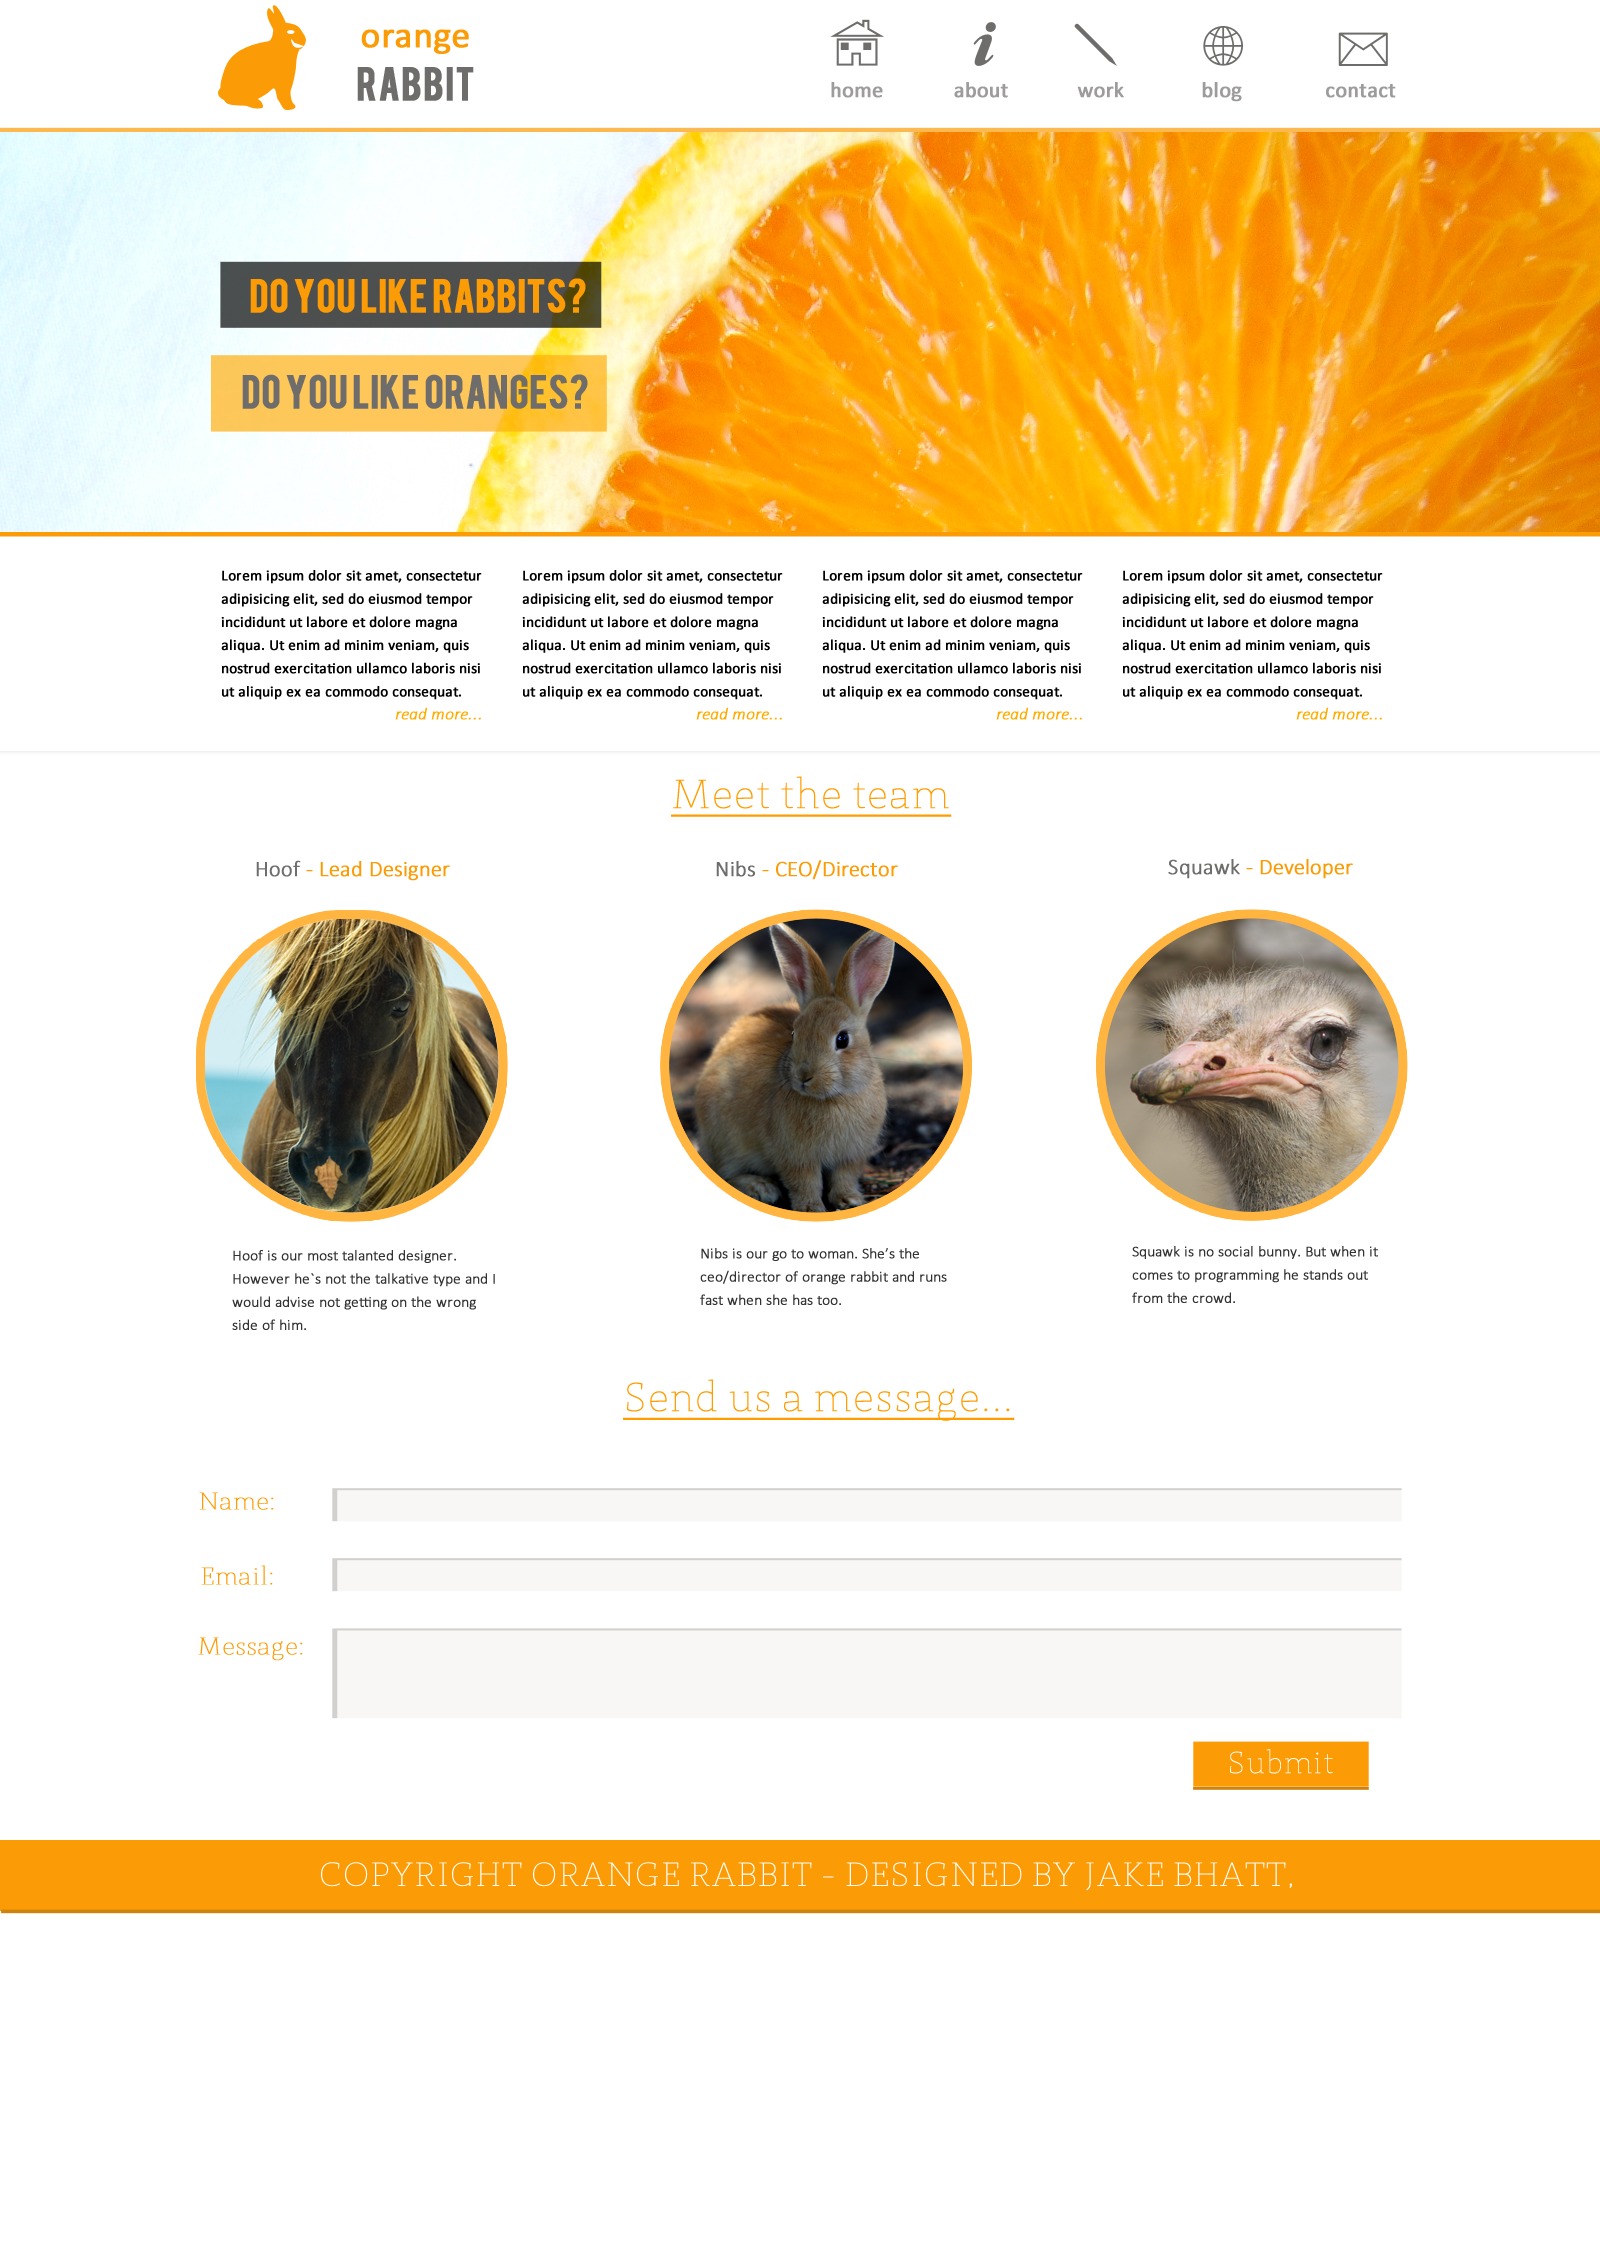 orange
RABBIT
home about work blog contact
DO YOU LIKE RABBITS?
DO YOU LIKE ORANGES?
Lorem ipsum dolor sit amet, consectetur
adipisicing elit, sed do eiusmod tempor
incididunt ut labore et dolore magna
aliqua. Ut enim ad minim veniam, quis
nostrud exercitation ullamco laboris nisi
ut aliquip ex ea commodo consequat.
read more...
Lorem ipsum dolor sit amet, consectetur
adipisicing elit, sed do eiusmod tempor
incididunt ut labore et dolore magna
aliqua. Ut enim ad minim veniam, quis
nostrud exercitation ullamco laboris nisi
ut aliquip ex ea commodo consequat.
read more...
Lorem ipsum dolor sit amet, consectetur
adipisicing elit, sed do eiusmod tempor
incididunt ut labore et dolore magna
aliqua. Ut enim ad minim veniam, quis
nostrud exercitation ullamco laboris nisi
ut aliquip ex ea commodo consequat.
read more...
Lorem ipsum dolor sit amet, consectetur
adipisicing elit, sed do eiusmod tempor
incididunt ut labore et dolore magna
aliqua. Ut enim ad minim veniam, quis
nostrud exercitation ullamco laboris nisi
ut aliquip ex ea commodo consequat.
read more...
Meet the team
Hoof - Lead Designer
Hoof is our most talanted designer.
However he`s not the talkative type and I
would advise not getting on the wrong
side of him.
Nibs - CEO/Director
Nibs is our go to woman. She’s the
ceo/director of orange rabbit and runs
fast when she has too.
Squawk - Developer
Squawk is no social bunny. But when it
comes to programming he stands out
from the crowd.
Send us a message...
Name:
Email:
Message:
Submit
COPYRIGHT ORANGE RABBIT - DESIGNED BY JAKE BHATT,